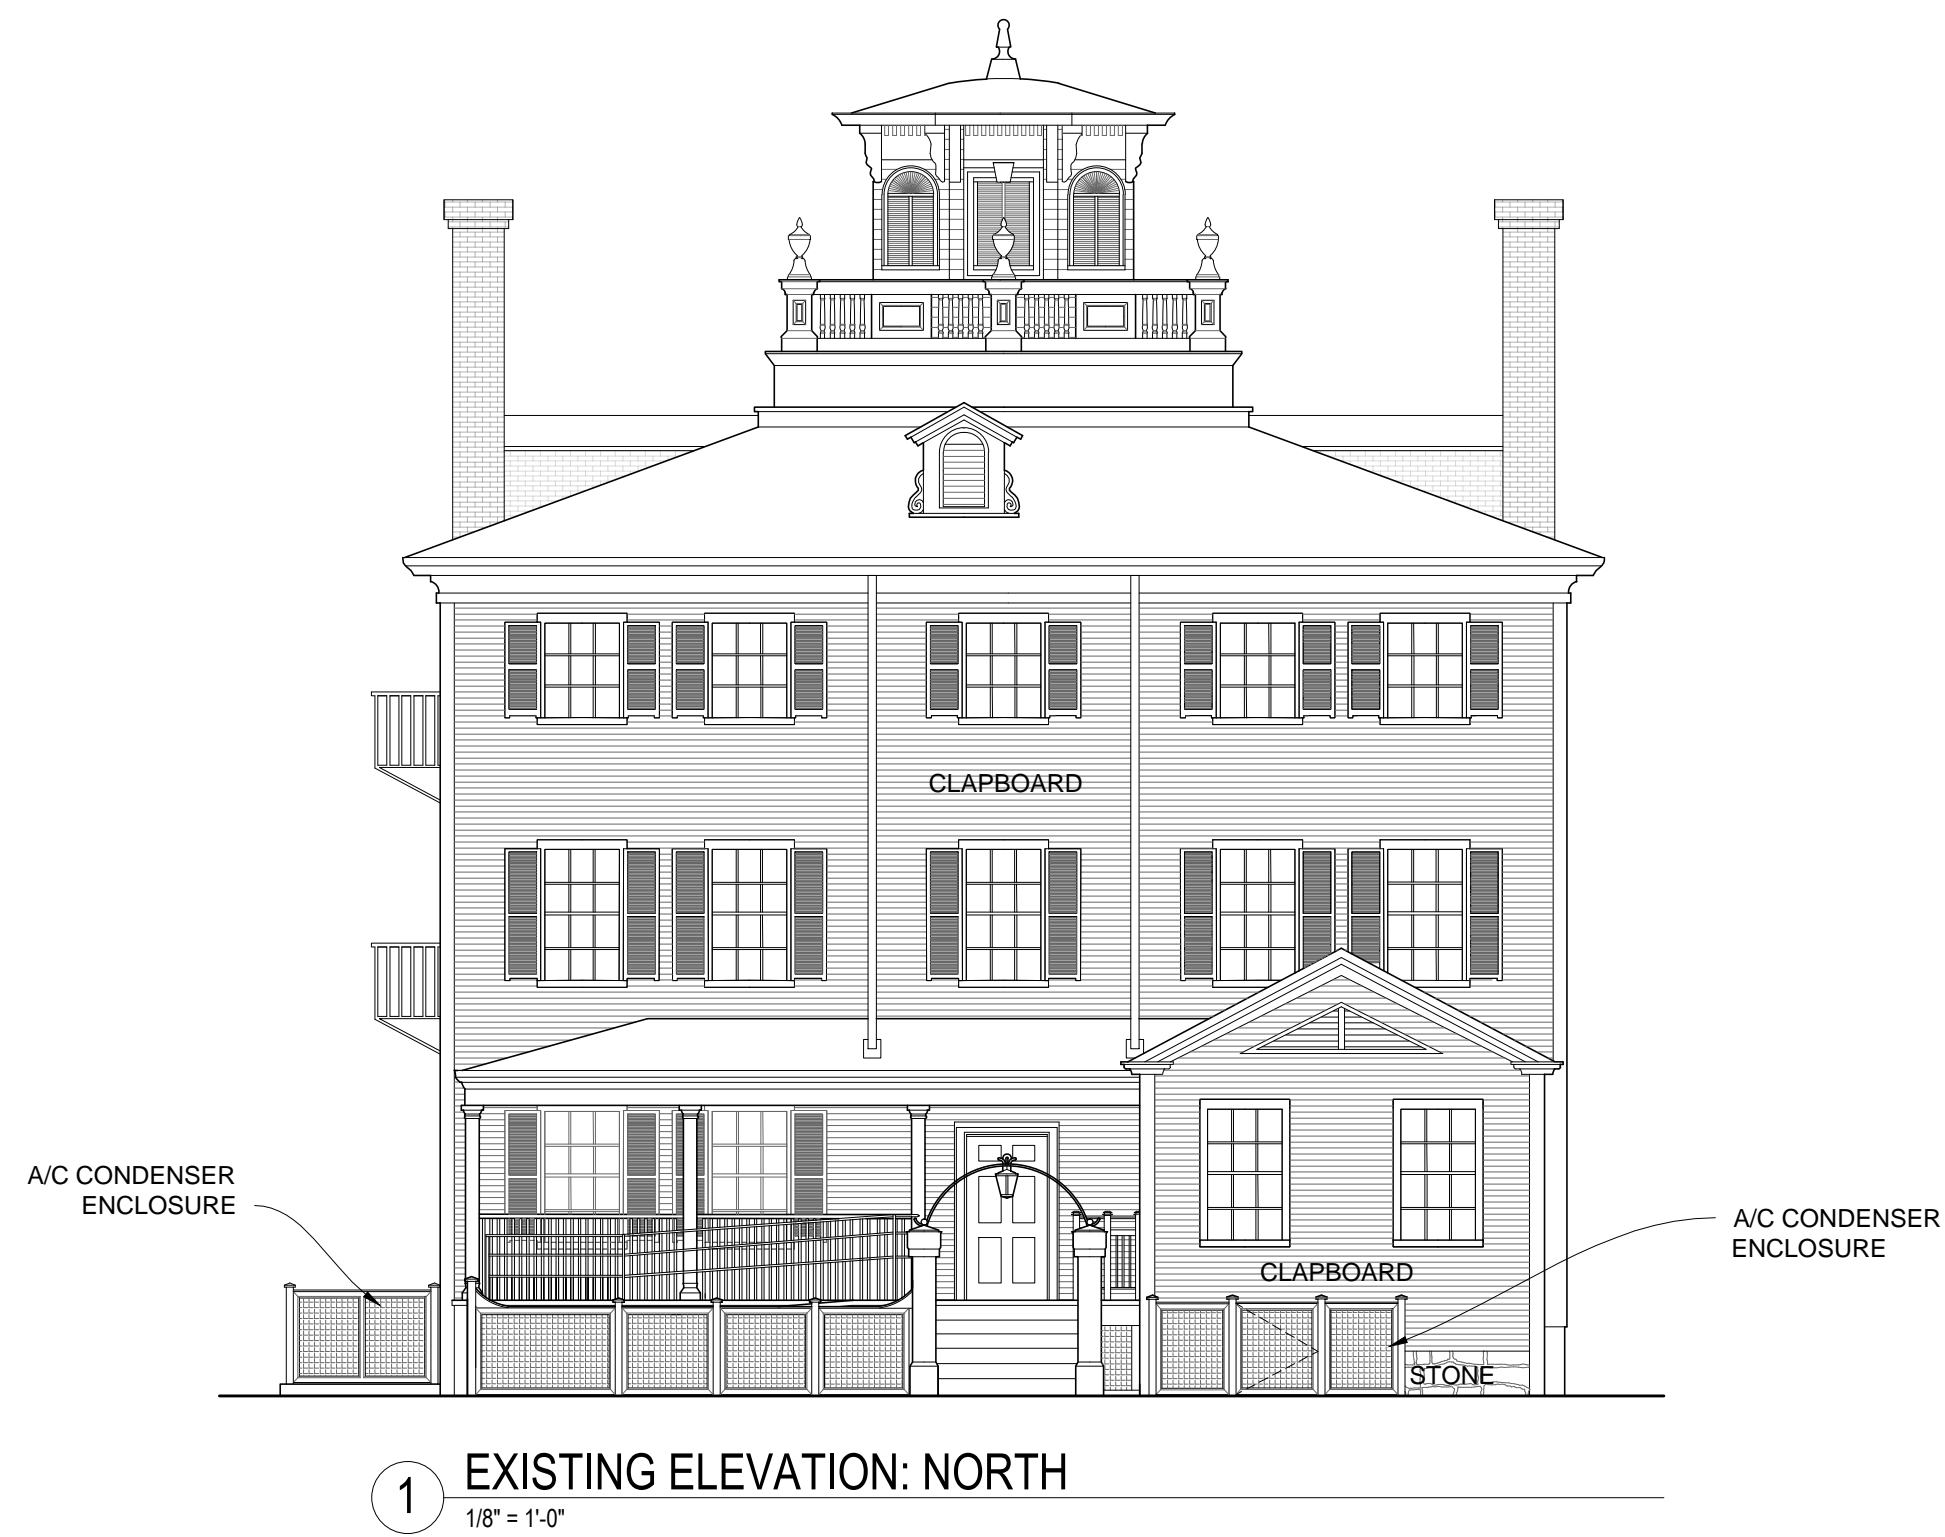 CLAPBOARD
A/C CONDENSER
ENCLOSURE
A/C CONDENSER
ENCLOSURE
CLAPBOARD
STONE
1
EXISTING ELEVATION: NORTH
1/8" = 1'-0"